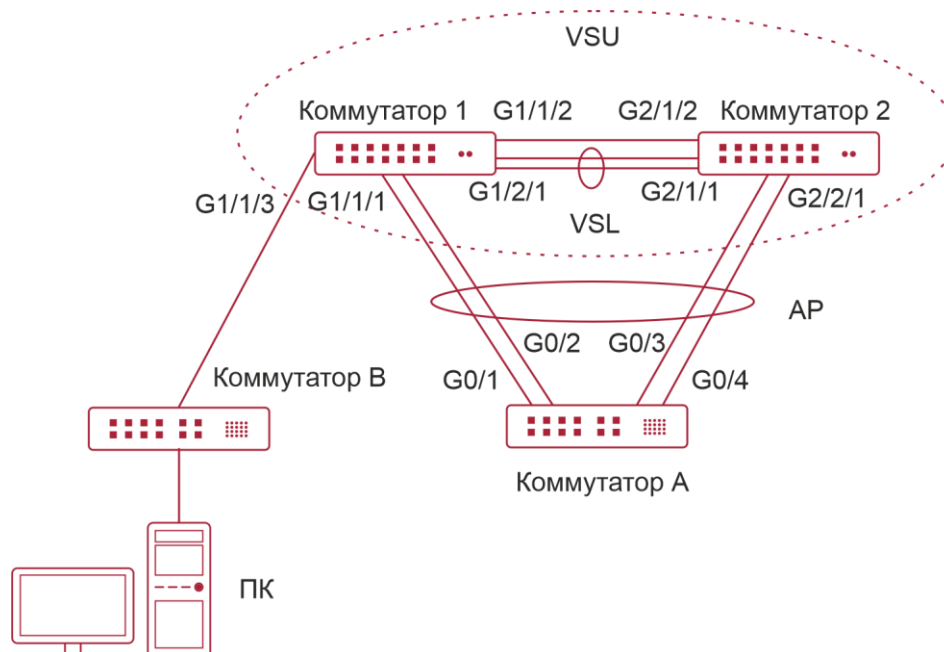 VSU
Коммутатор 1
G1/1/2
G2/1/2
Коммутатор 2
G1/1/3
G1/1/1
G1/2/1
G2/1/1
G2/2/1
VSL
AP
G0/2
G0/3
G0/1
G0/4
Коммутатор B
Коммутатор A
ПК